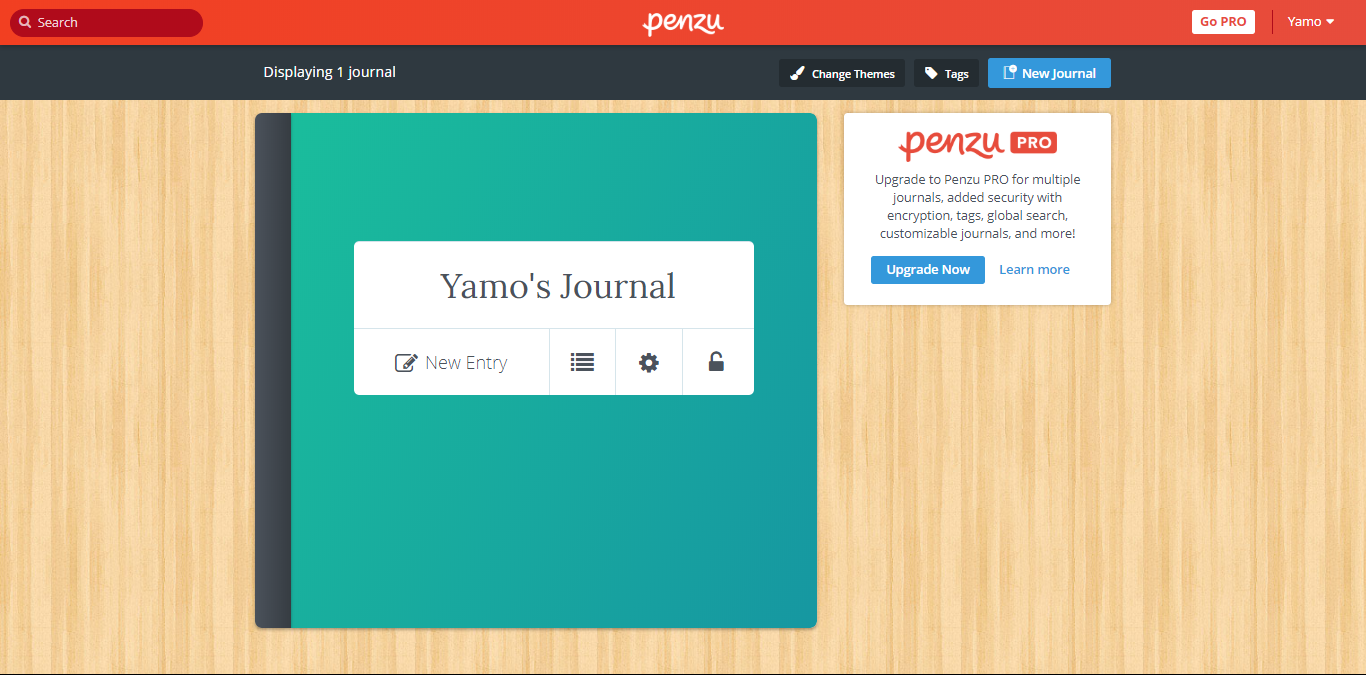 Search
penzu
Go PRO
Yamo
Displaying 1 journal
Change Themes
Tags
New Journal
Yamo's Journal
New Entry
penzu PRO
Upgrade to Penzu PRO for multiple
journals, added security with
encryption, tags, global search,
customizable journals, and more!
Upgrade Now
Learn more